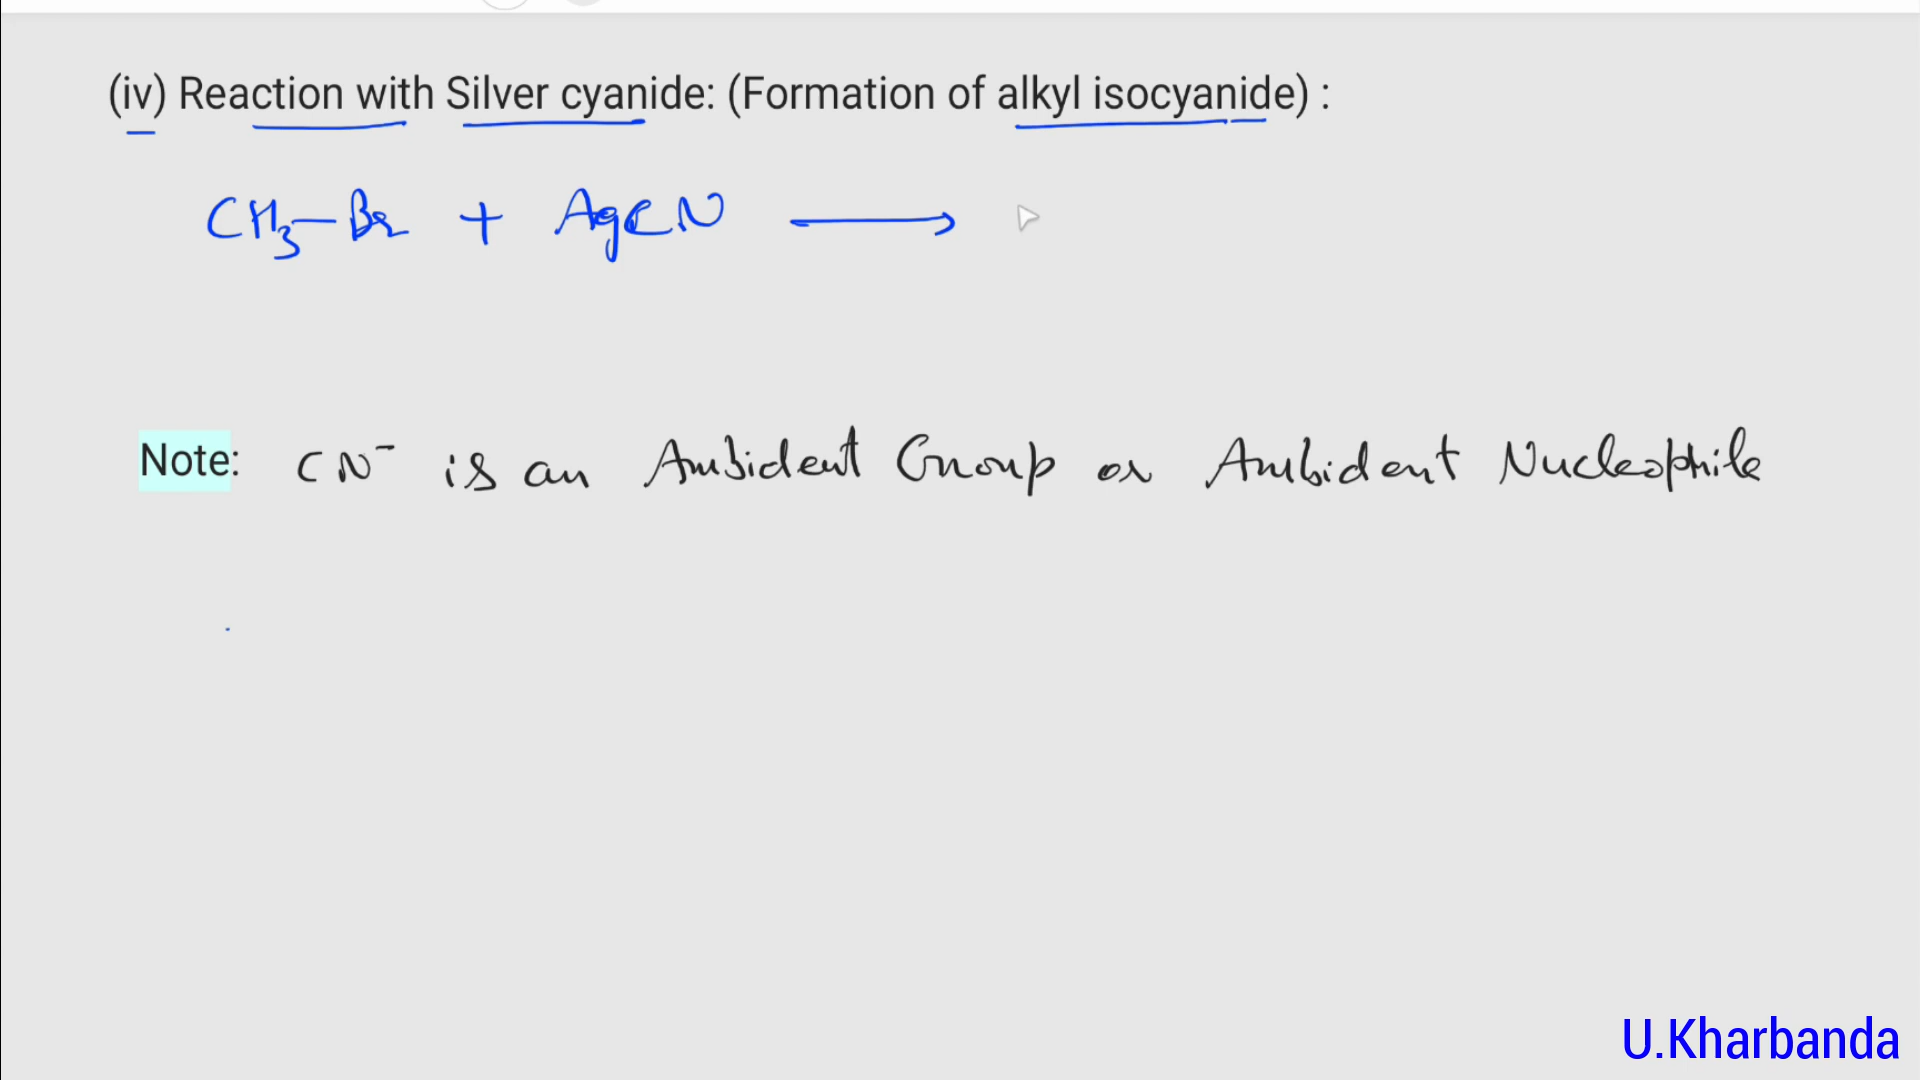 (iv) Reaction with Silver cyanide: (Formation of alkyl isocyanide) :
CH₃—Br + AgCN ⟶
Note: CN⁻ is an Ambident Group or Ambident Nucleophile
U.Kharbanda